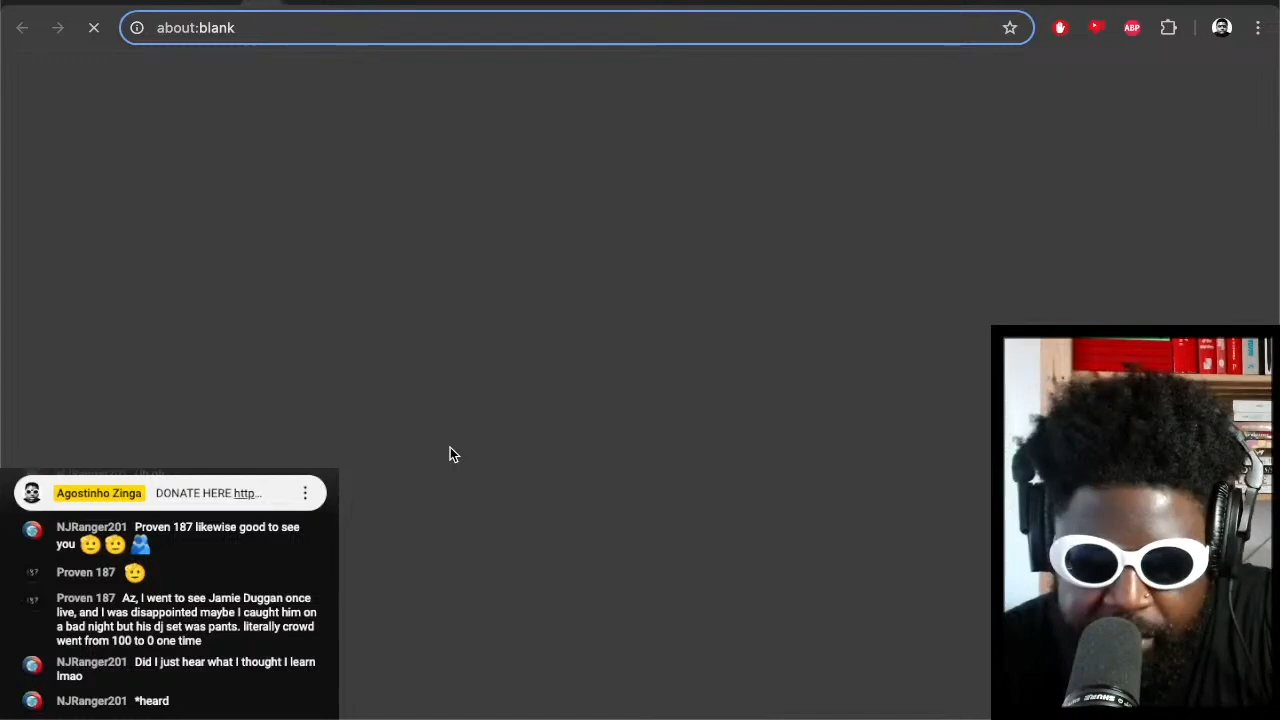 about:blank
ABP
Agostinho Zinga DONATE HERE http...
NJRanger201 Proven 187 likewise good to see
you 🫡 🫡 🫂
Proven 187 🫡
Proven 187 Az, I went to see Jamie Duggan once
live, and I was disappointed maybe I caught him on
a bad night but his dj set was pants. literally crowd
went from 100 to 0 one time
NJRanger201 Did I just hear what I thought I learn
lmao
NJRanger201 *heard